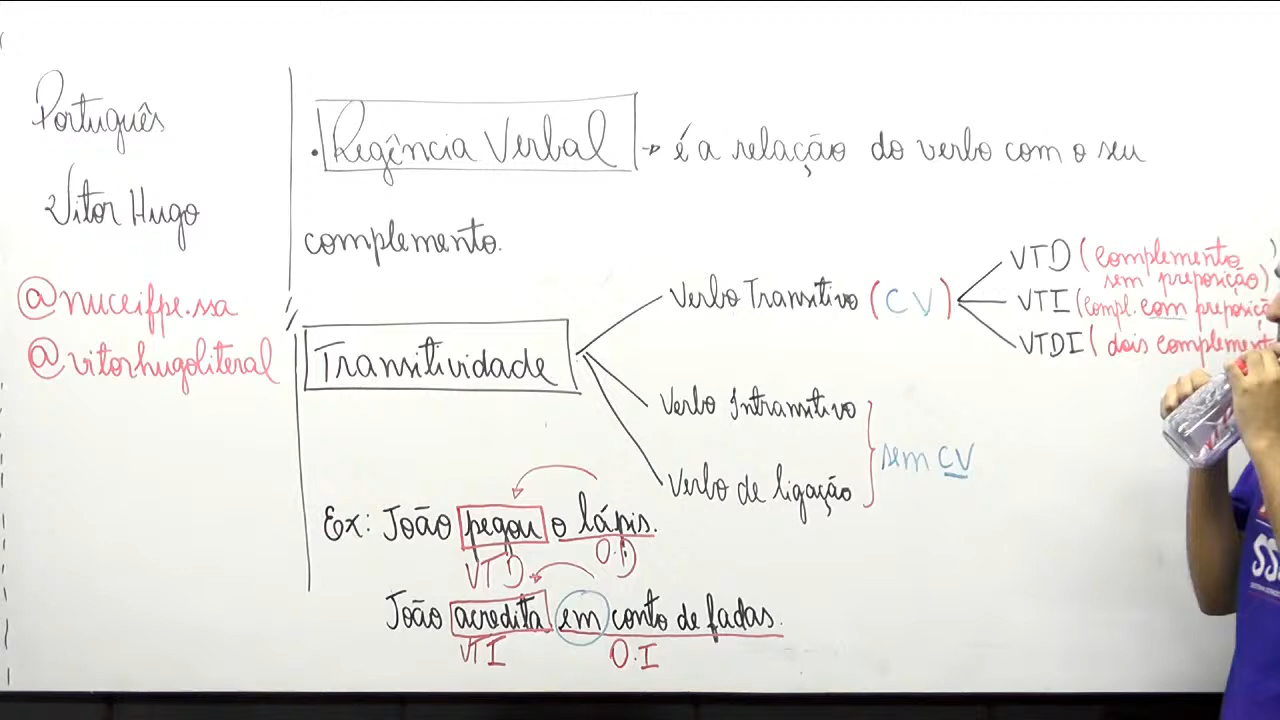 Português
Vitor Hugo
@nuceifpe.ssa
@vitorhugoliteral
. Regência Verbal → é a relação do verbo com o seu
complemento.
Transitividade
Verbo Transitivo (CV)
VTD (complemento
sem preposição)
VTI (compl. com preposiçã
VTDI ( dois complement
Verbo Intransitivo
Verbo de ligação
sem CV
Ex: João pegou o lápis.
VTD O.D
João acredita em conto de fadas.
VTI O.I